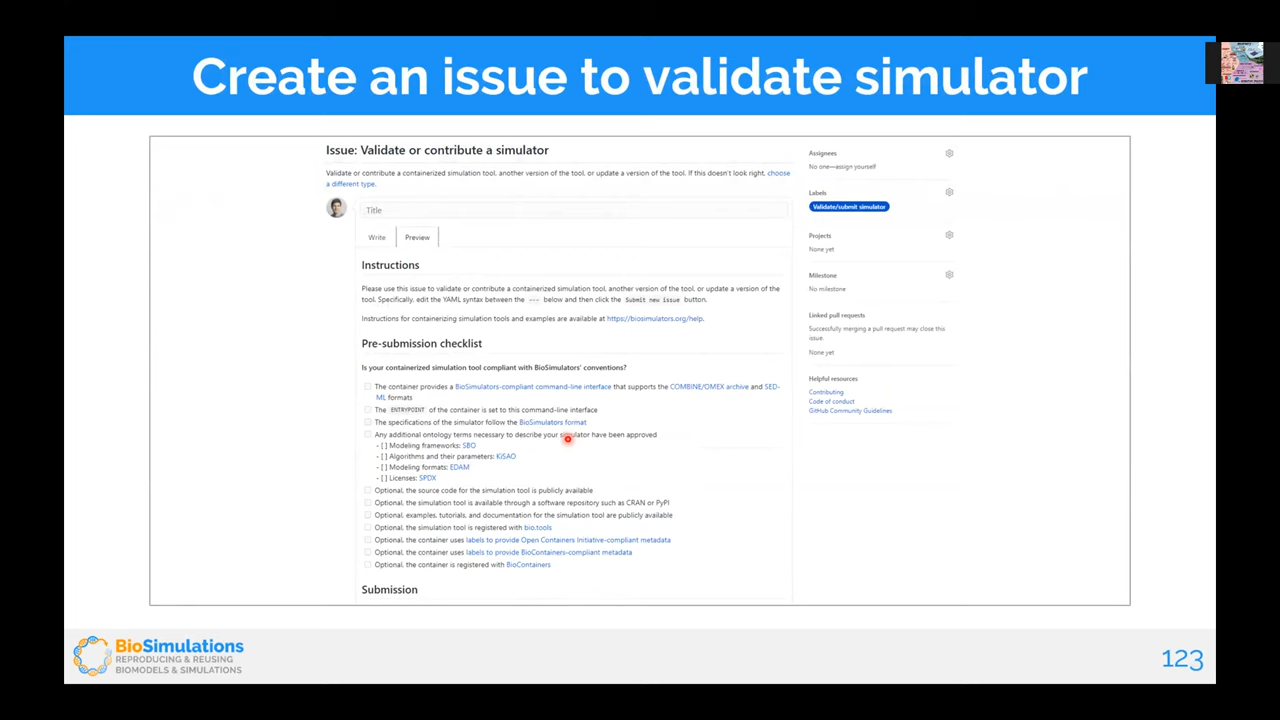 Create an issue to validate simulator
Issue: Validate or contribute a simulator
Validate or contribute a containerized simulation tool, another version of the tool, or update a version of the tool. If this doesn't look right, choose
a different type.
Title
Write
Preview
Instructions
Please use this issue to validate or contribute a containerized simulation tool, another version of the tool, or update a version of the
tool. Specifically, edit the YAML syntax between the --- below and then click the Submit new issue button.
Instructions for containerizing simulation tools and examples are available at https://biosimulators.org/help.
Pre-submission checklist
Is your containerized simulation tool compliant with BioSimulators' conventions?
The container provides a BioSimulators-compliant command-line interface that supports the COMBINE/OMEX archive and SED-
ML formats
The ENTRYPOINT of the container is set to this command-line interface
The specifications of the simulator follow the BioSimulators format
Any additional ontology terms necessary to describe your simulator have been approved
- [ ] Modeling frameworks: SBO
- [ ] Algorithms and their parameters: KiSAO
- [ ] Modeling formats: EDAM
- [ ] Licenses: SPDX
Optional, the source code for the simulation tool is publicly available
Optional, the simulation tool is available through a software repository such as CRAN or PyPI
Optional, examples, tutorials, and documentation for the simulation tool are publicly available
Optional, the simulation tool is registered with bio.tools
Optional, the container uses labels to provide Open Containers Initiative-compliant metadata
Optional, the container uses labels to provide BioContainers-compliant metadata
Optional, the container is registered with BioContainers
Submission
Assignees
No one—assign yourself
Labels
Validate/submit simulator
Projects
None yet
Milestone
No milestone
Linked pull requests
Successfully merging a pull request may close this
issue.
None yet
Helpful resources
Contributing
Code of conduct
GitHub Community Guidelines
BioSimulations
REPRODUCING & REUSING
BIOMODELS & SIMULATIONS
123